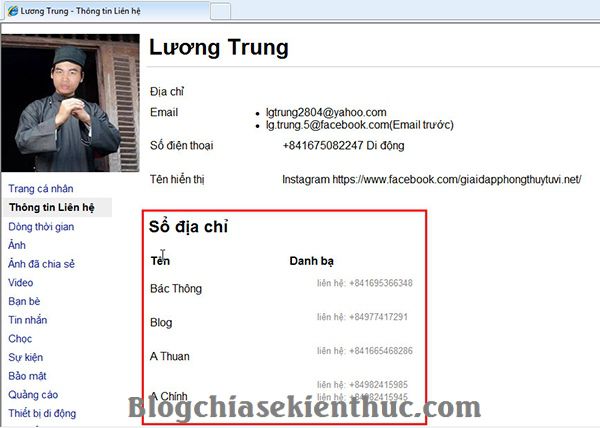 Lương Trung - Thông tin Liên hệ
Lương Trung
Địa chỉ
Email
lgtrung2804@yahoo.com
lg.trung.5@facebook.com(Email trước)
Số điện thoại +841675082247 Di động
Tên hiển thị Instagram https://www.facebook.com/giaidapphongthuytuvi.net/
Trang cá nhân
Thông tin Liên hệ
Dòng thời gian
Ảnh
Ảnh đã chia sẻ
Video
Bạn bè
Tin nhắn
Chọc
Sự kiện
Bảo mật
Quảng cáo
Thiết bị di động
Sổ địa chỉ
Tên Danh bạ
Bác Thông liên hệ: +841695366348
Blog liên hệ: +84977417291
A Thuan liên hệ: +841665468286
A Chính liên hệ: +84982415985
liên hệ: +84982415945
Blogchiasekienthuc.com